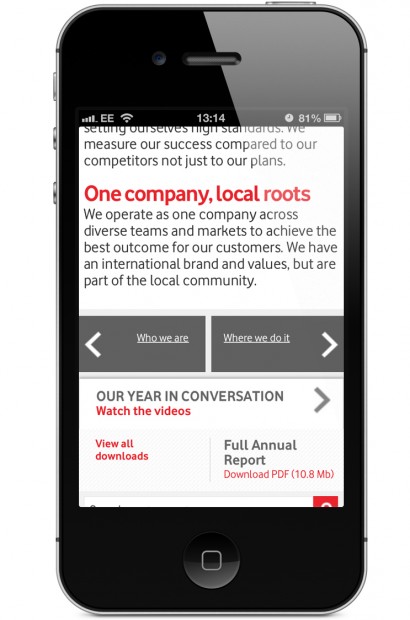 EE 13:14 81%
setting ourselves high standards. We
measure our success compared to our
competitors not just to our plans.
One company, local roots
We operate as one company across
diverse teams and markets to achieve the
best outcome for our customers. We have
an international brand and values, but are
part of the local community.
Who we are
Where we do it
OUR YEAR IN CONVERSATION
Watch the videos
View all
downloads
Full Annual
Report
Download PDF (10.8 Mb)